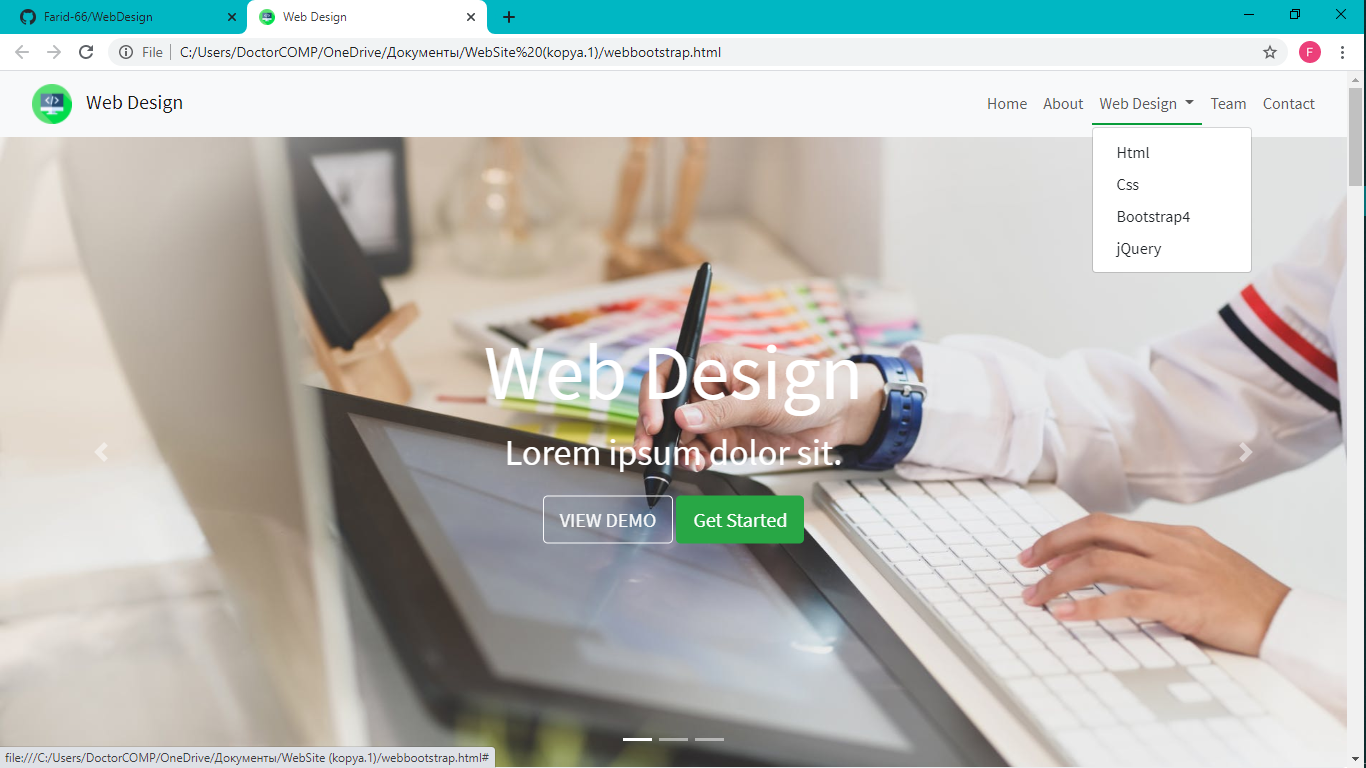 Farid-66/WebDesign
Web Design
File
C:/Users/DoctorCOMP/OneDrive/Документы/WebSite%20(kopya.1)/webbootstrap.html
F
</>
Web Design
Home
About
Web Design
Team
Contact
Html
Css
Bootstrap4
jQuery
Web Design
Lorem ipsum dolor sit.
VIEW DEMO
Get Started
file:///C:/Users/DoctorCOMP/OneDrive/Документы/WebSite (kopya.1)/webbootstrap.html#